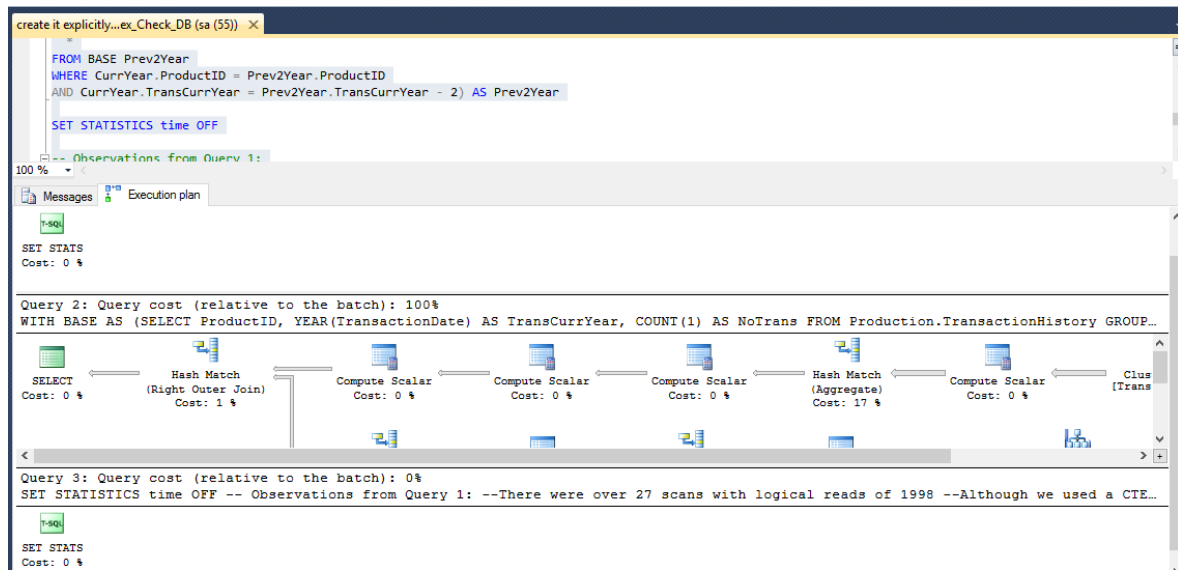 create it explicitly...ex_Check_DB (sa (55)) ×
*
FROM BASE Prev2Year
WHERE CurrYear.ProductID = Prev2Year.ProductID
AND CurrYear.TransCurrYear = Prev2Year.TransCurrYear - 2) AS Prev2Year
SET STATISTICS time OFF
-- Observations from Query 1:
100 %
Messages Execution plan
T-SQL
SET STATS
Cost: 0 %
Query 2: Query cost (relative to the batch): 100%
WITH BASE AS (SELECT ProductID, YEAR(TransactionDate) AS TransCurrYear, COUNT(1) AS NoTrans FROM Production.TransactionHistory GROUP…
SELECT
Cost: 0 %
Hash Match
(Right Outer Join)
Cost: 1 %
Compute Scalar
Cost: 0 %
Compute Scalar
Cost: 0 %
Compute Scalar
Cost: 0 %
Hash Match
(Aggregate)
Cost: 17 %
Compute Scalar
Cost: 0 %
Clus
[Trans
Query 3: Query cost (relative to the batch): 0%
SET STATISTICS time OFF -- Observations from Query 1: --There were over 27 scans with logical reads of 1998 --Although we used a CTE…
T-SQL
SET STATS
Cost: 0 %